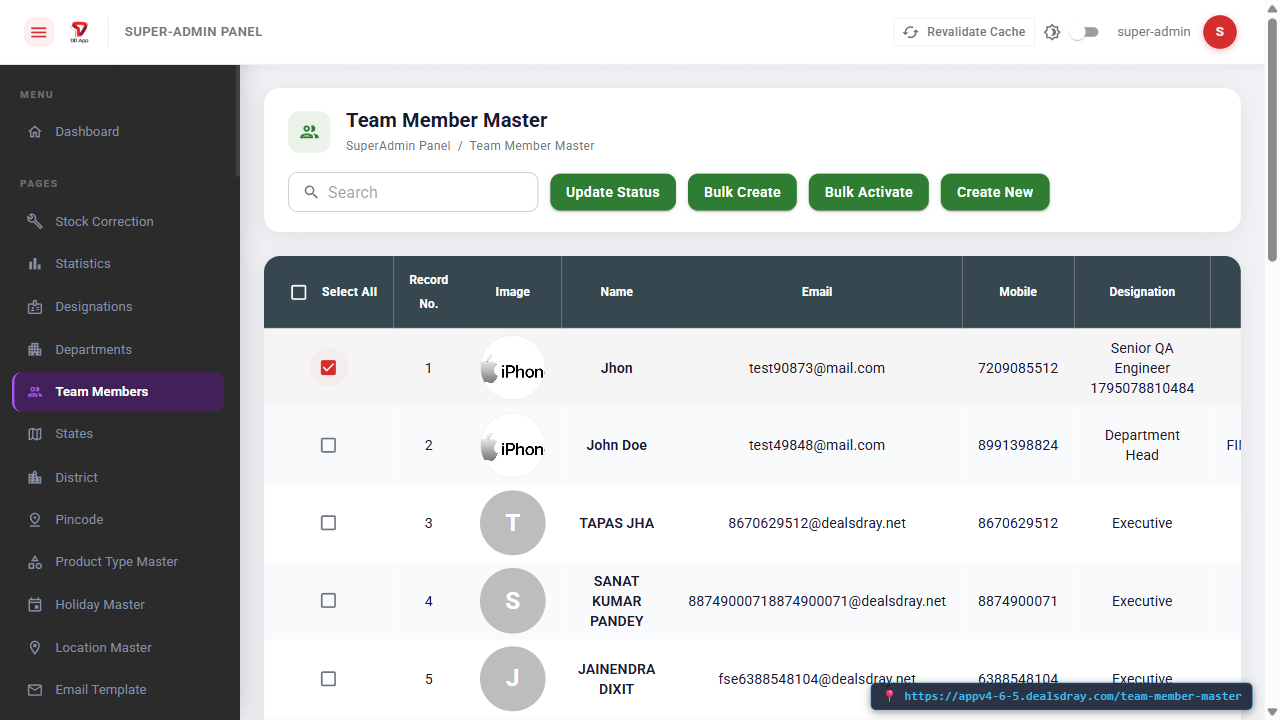 DD App
SUPER-ADMIN PANEL
Revalidate Cache
super-admin
S
MENU
Dashboard
PAGES
Stock Correction
Statistics
Designations
Departments
Team Members
States
District
Pincode
Product Type Master
Holiday Master
Location Master
Email Template
Team Member Master
SuperAdmin Panel / Team Member Master
Search
Update Status
Bulk Create
Bulk Activate
Create New
Select All
Record No.
Image
Name
Email
Mobile
Designation
1
iPhon
Jhon
test90873@mail.com
7209085512
Senior QA
Engineer
1795078810484
2
iPhon
John Doe
test49848@mail.com
8991398824
Department
Head
3
T
TAPAS JHA
8670629512@dealsdray.net
8670629512
Executive
4
S
SANAT
KUMAR
PANDEY
88749000718874900071@dealsdray.net
8874900071
Executive
5
J
JAINENDRA
DIXIT
fse6388548104@dealsdray.net
6388548104
Executive
https://appv4-6-5.dealsdray.com/team-member-master